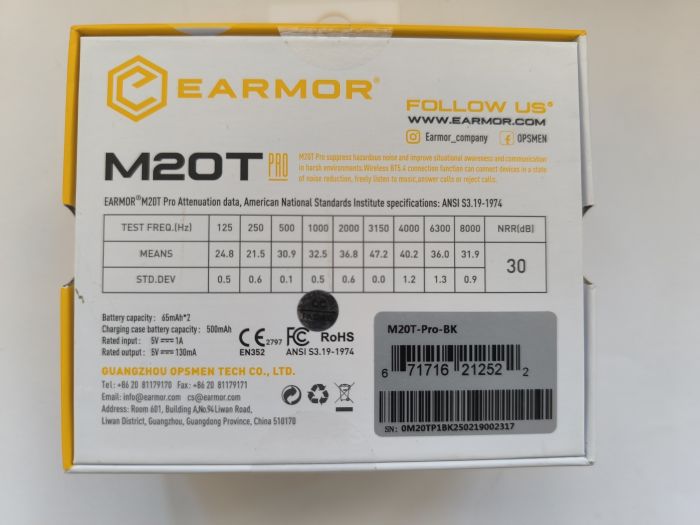 EARMOR®
FOLLOW US®
WWW.EARMOR.COM
Earmor_company OPSMEN
M20T PRO
M20T Pro suppress hazardous noise and improve situational awareness and communication
in harsh environments.Wireless BT5.4 connection function can connect devices in a state
of noise reduction, freely listen to music,answer calls or reject calls.
EARMOR®M20T Pro Attenuation data, American National Standards Institute specifications: ANSI S3.19-1974
TEST FREQ.(Hz) 125 250 500 1000 2000 3150 4000 6300 8000 NRR(dB)
MEANS 24.8 21.5 30.9 32.5 36.8 47.2 40.2 36.0 31.9 30
STD.DEV 0.5 0.6 0.1 0.5 0.6 0.0 1.2 1.3 0.9
Battery capacity : 65mAh*2
Charging case battery capacity : 500mAh
Rated input : 5V⎓1A
Rated output : 5V⎓130mA
CE 2797 FC RoHS
EN352 ANSI S3.19-1974
GUANGZHOU OPSMEN TECH CO., LTD.
Tel:+86 20 81179170 Fax:+86 20 81179171
Email: info@earmor.com cs@earmor.com
Address: Room 601, Building A,No.94 Liwan Road,
Liwan District, Guangzhou, Guangdong Province, China 510170
M20T-Pro-BK
6 71716 21252 2
SN: 0M20TP1BK250219002317